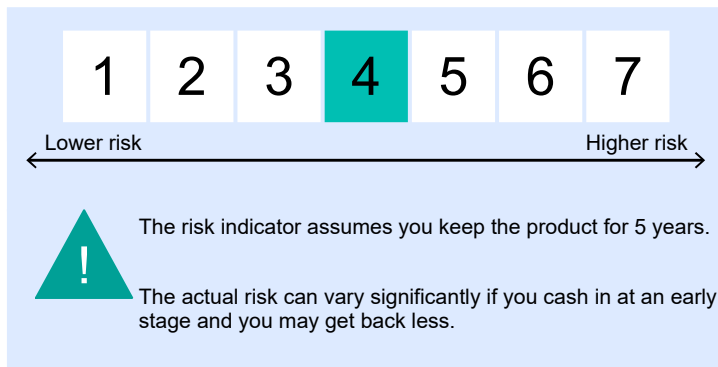 1 2 3 4 5 6 7
Lower risk Higher risk
!
The risk indicator assumes you keep the product for 5 years.
The actual risk can vary significantly if you cash in at an early
stage and you may get back less.